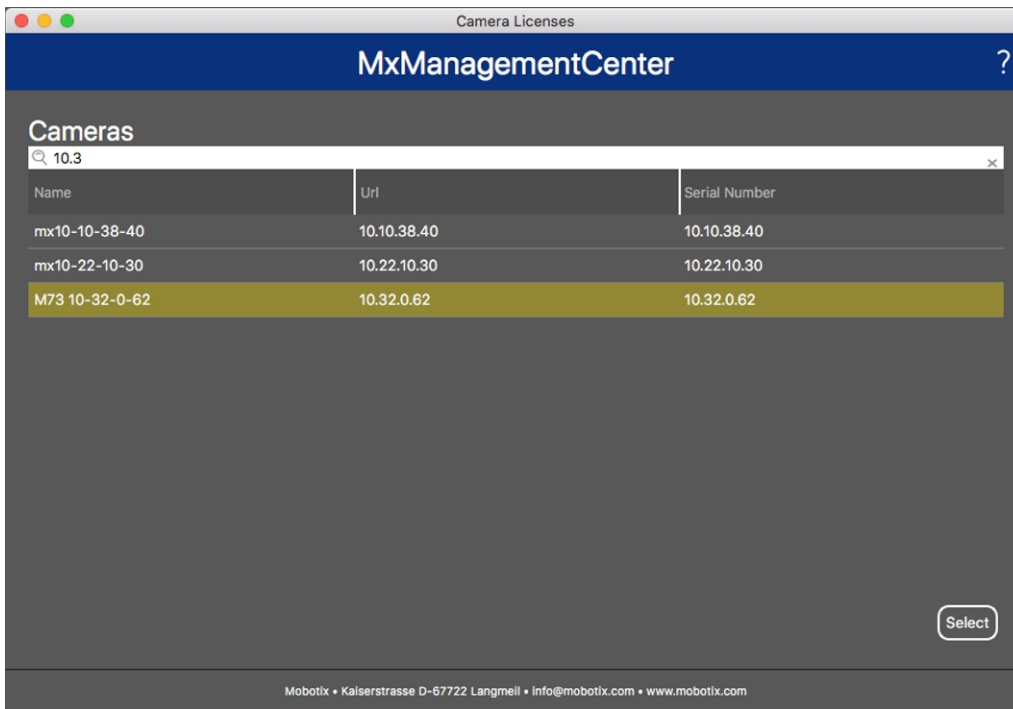 Camera Licenses
MxManagementCenter ?
Cameras
10.3 ×
Name Url Serial Number
mx10-10-38-40 10.10.38.40 10.10.38.40
mx10-22-10-30 10.22.10.30 10.22.10.30
M73 10-32-0-62 10.32.0.62 10.32.0.62
Select
Mobotix • Kaiserstrasse D-67722 Langmeil • info@mobotix.com • www.mobotix.com